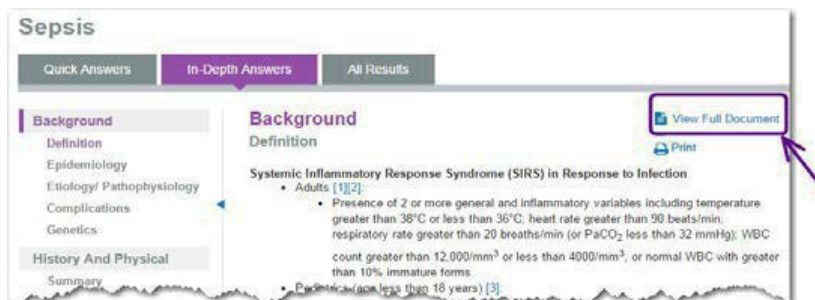 Sepsis
Quick Answers
In-Depth Answers
All Results
Background
Definition
Epidemiology
Etiology/ Pathophysiology
Complications
Genetics
History And Physical
Summary
Background
Definition
View Full Document
Print
Systemic Inflammatory Response Syndrome (SIRS) in Response to Infection
• Adults [1][2]:
• Presence of 2 or more general and inflammatory variables including temperature
greater than 38°C or less than 36°C, heart rate greater than 90 beats/min,
respiratory rate greater than 20 breaths/min (or PaCO₂ less than 32 mmHg); WBC
count greater than 12,000/mm³ or less than 4000/mm³, or normal WBC with greater
than 10% immature forms
• Pediatrics (age less than 18 years) [3]: